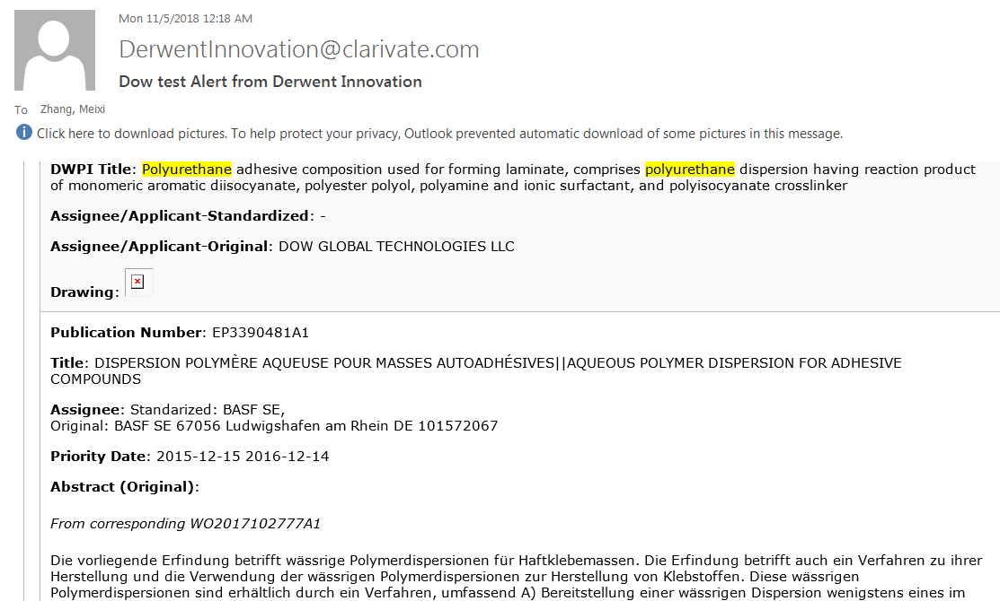 Mon 11/5/2018 12:18 AM
DerwentInnovation@clarivate.com
Dow test Alert from Derwent Innovation
To Zhang, Meixi
Click here to download pictures. To help protect your privacy, Outlook prevented automatic download of some pictures in this message.
DWPI Title: Polyurethane adhesive composition used for forming laminate, comprises polyurethane dispersion having reaction product
of monomeric aromatic diisocyanate, polyester polyol, polyamine and ionic surfactant, and polyisocyanate crosslinker
Assignee/Applicant-Standardized: -
Assignee/Applicant-Original: DOW GLOBAL TECHNOLOGIES LLC
Drawing:
Publication Number: EP3390481A1
Title: DISPERSION POLYMÈRE AQUEUSE POUR MASSES AUTOADHÉSIVES||AQUEOUS POLYMER DISPERSION FOR ADHESIVE
COMPOUNDS
Assignee: Standarized: BASF SE,
Original: BASF SE 67056 Ludwigshafen am Rhein DE 101572067
Priority Date: 2015-12-15 2016-12-14
Abstract (Original):
From corresponding WO2017102777A1
Die vorliegende Erfindung betrifft wässrige Polymerdispersionen für Haftklebemassen. Die Erfindung betrifft auch ein Verfahren zu ihrer
Herstellung und die Verwendung der wässrigen Polymerdispersionen zur Herstellung von Klebstoffen. Diese wässrigen
Polymerdispersionen sind erhältlich durch ein Verfahren, umfassend A) Bereitstellung einer wässrigen Dispersion wenigstens eines im